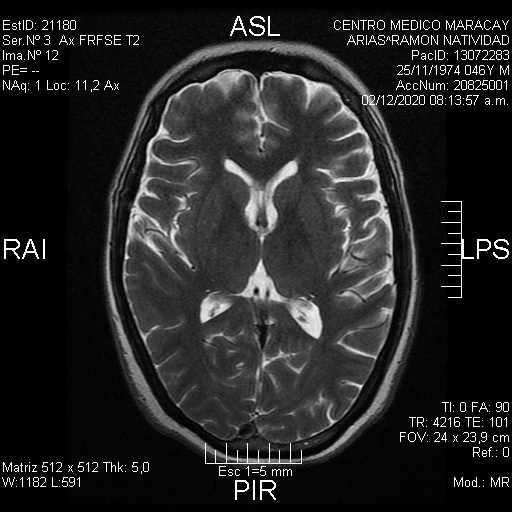 EstID: 21180
Ser.Nº 3 Ax FRFSE T2
Ima.Nº 12
PE= --
NAq: 1 Loc: 11,2 Ax
ASL
CENTRO MEDICO MARACAY
ARIAS^RAMON NATIVIDAD
PacID: 13072283
25/11/1974 046Y M
AccNum: 20825001
02/12/2020 08:13:57 a.m.
RAI
LPS
TI: 0 FA: 90
TR: 4216 TE: 101
FOV: 24 x 23,9 cm
Ref.: 0
Mod.: MR
Matriz 512 x 512 Thk: 5,0
W:1182 L:591
Esc 1=5 mm
PIR